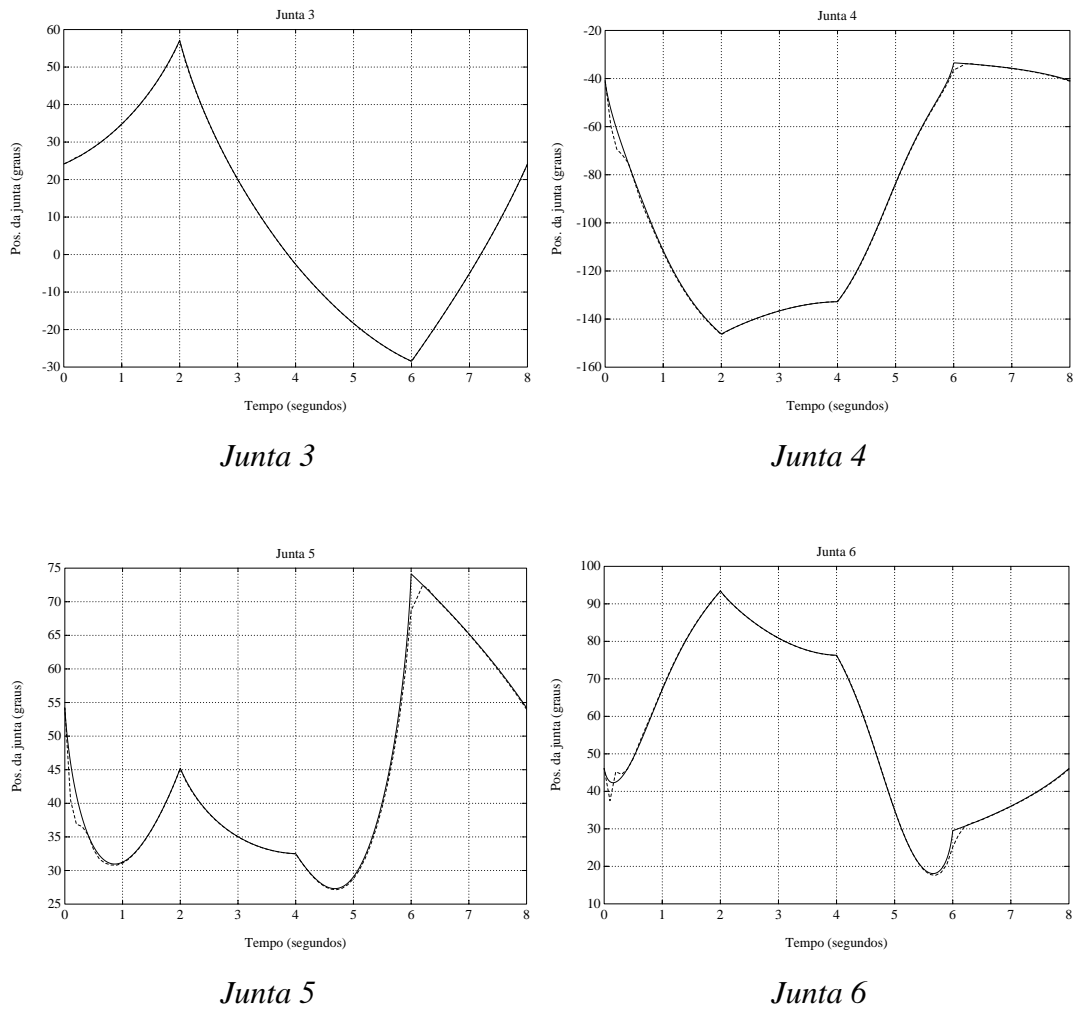 Junta 3
60
50
40
30
20
10
0
-10
-20
-30
0 1 2 3 4 5 6 7 8
Pos. da junta (graus)
Tempo (segundos)
Junta 3
Junta 4
-20
-40
-60
-80
-100
-120
-140
-160
0 1 2 3 4 5 6 7 8
Pos. da junta (graus)
Tempo (segundos)
Junta 4
Junta 5
75
70
65
60
55
50
45
40
35
30
25
0 1 2 3 4 5 6 7 8
Pos. da junta (graus)
Tempo (segundos)
Junta 5
Junta 6
100
90
80
70
60
50
40
30
20
10
0 1 2 3 4 5 6 7 8
Pos. da junta (graus)
Tempo (segundos)
Junta 6